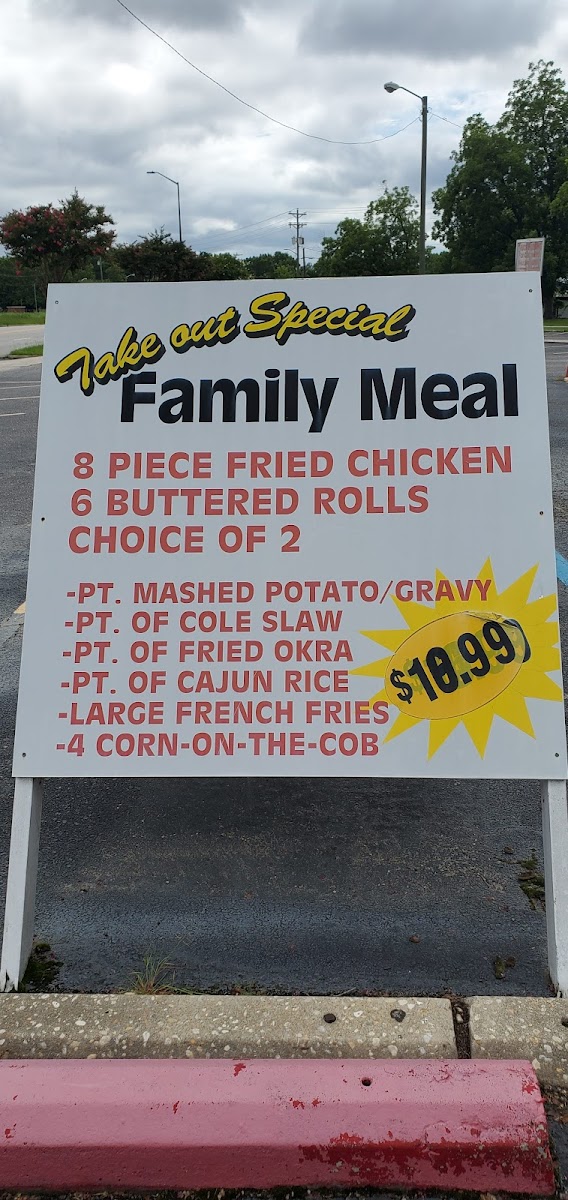 Take out Special
Family Meal
8 PIECE FRIED CHICKEN
6 BUTTERED ROLLS
CHOICE OF 2
-PT. MASHED POTATO/GRAVY
-PT. OF COLE SLAW
-PT. OF FRIED OKRA
-PT. OF CAJUN RICE
-LARGE FRENCH FRIES
-4 CORN-ON-THE-COB
$10.99